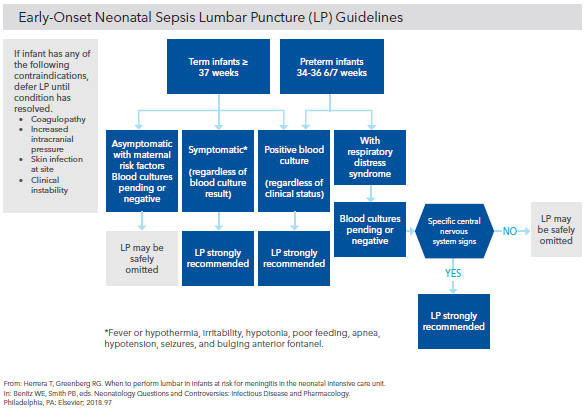 Early-Onset Neonatal Sepsis Lumbar Puncture (LP) Guidelines
If infant has any of
the following
contraindications,
defer LP until
condition has
resolved.
• Coagulopathy
• Increased
intracranial
pressure
• Skin infection
at site
• Clinical
instability
Term infants ≥
37 weeks
Preterm infants
34-36 6/7 weeks
Asymptomatic
with maternal
risk factors
Blood cultures
pending or
negative
Symptomatic*
(regardless of
blood culture
result)
Positive blood
culture
(regardless of
clinical status)
With
respiratory
distress
syndrome
LP may be
safely
omitted
LP strongly
recommended
LP strongly
recommended
Blood cultures
pending or
negative
Specific central
nervous
system signs
NO
LP may
be safely
omitted
YES
LP strongly
recommended
*Fever or hypothermia, irritability, hypotonia, poor feeding, apnea,
hypotension, seizures, and bulging anterior fontanel.
From: Herrera T, Greenberg RG. When to perform lumbar in infants at risk for meningitis in the neonatal intensive care unit.
In: Benitz WE, Smith PB, eds. Neonatology Questions and Controversies: Infectious Disease and Pharmacology.
Philadelphia, PA: Elsevier; 2018.97